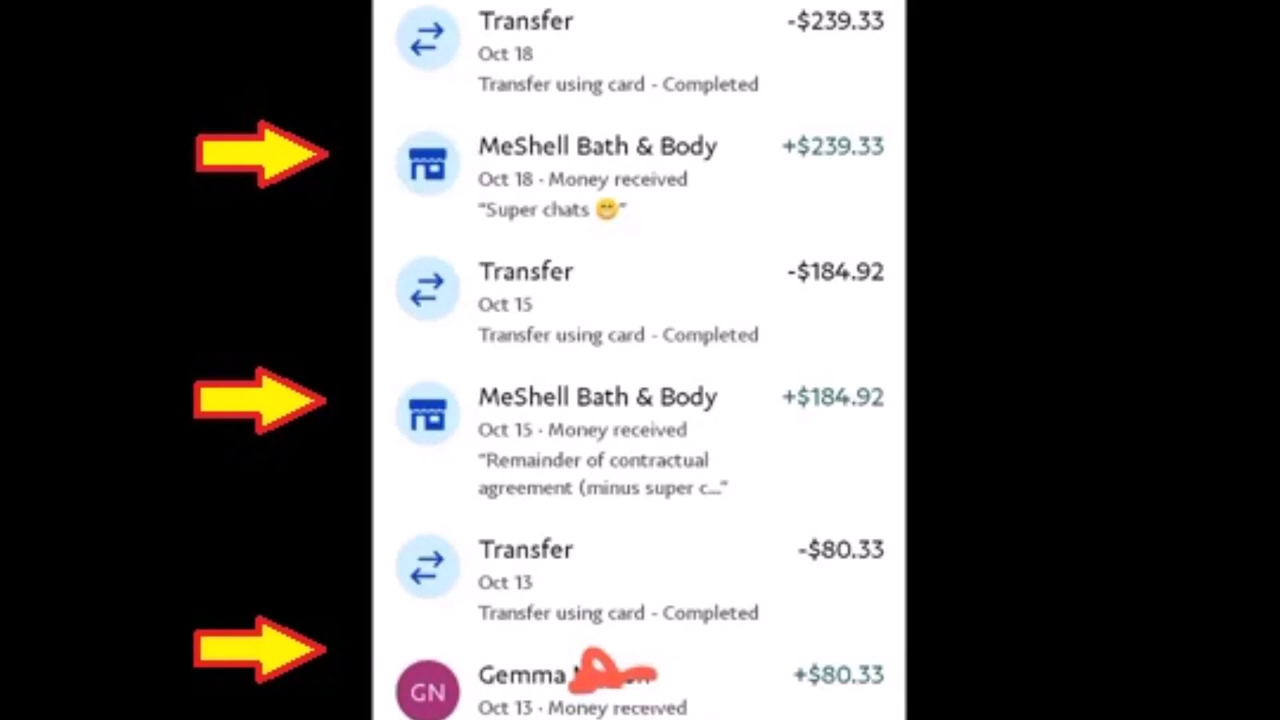 Transfer -$239.33
Oct 18
Transfer using card - Completed
MeShell Bath & Body +$239.33
Oct 18 · Money received
"Super chats 😁"
Transfer -$184.92
Oct 15
Transfer using card - Completed
MeShell Bath & Body +$184.92
Oct 15 · Money received
"Remainder of contractual
agreement (minus super c..."
Transfer -$80.33
Oct 13
Transfer using card - Completed
GN Gemma +$80.33
Oct 13 · Money received